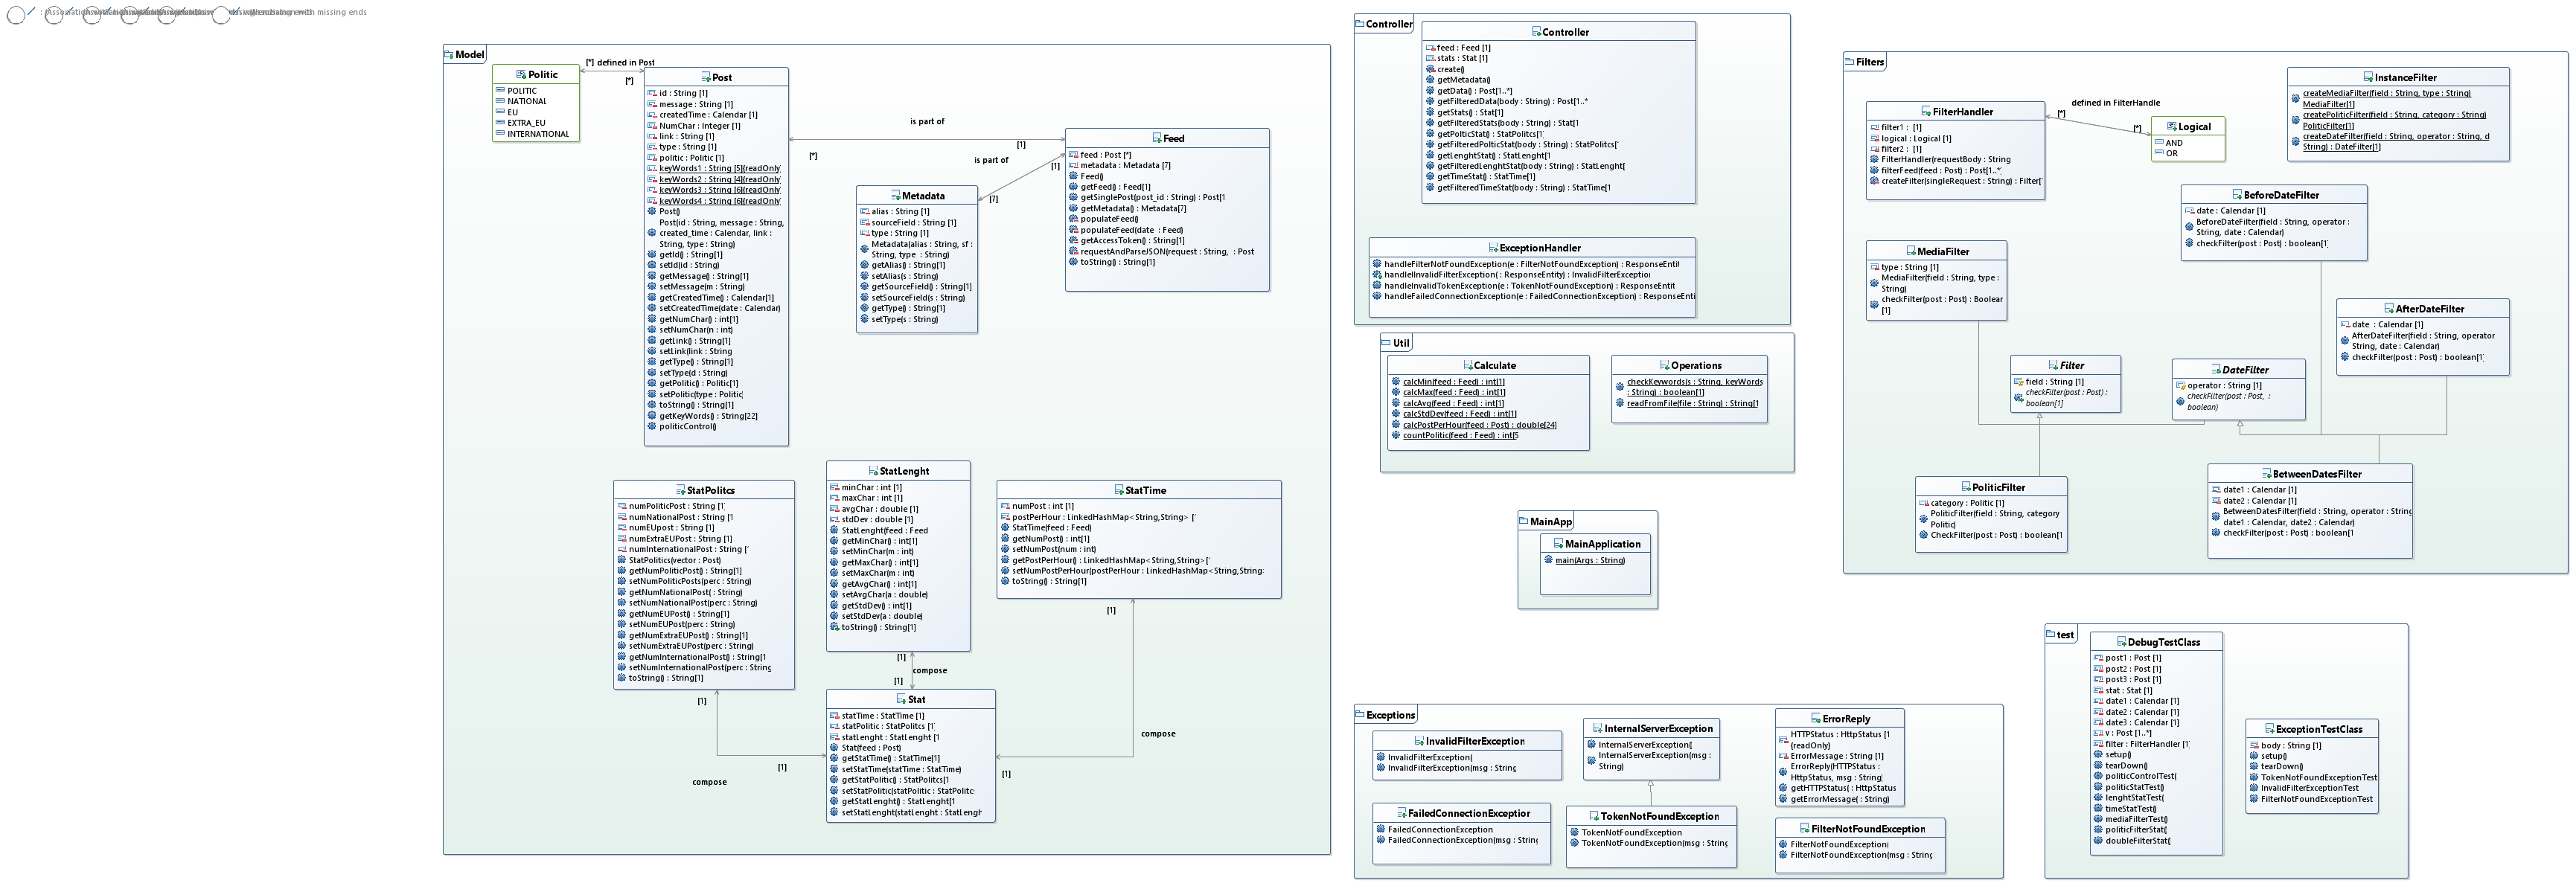 with missing ends
Model
Politic
POLITIC
NATIONAL
EU
EXTRA_EU
INTERNATIONAL
[*] defined in Post
[*]
Post
id : String [1]
message : String [1]
createdTime : Calendar [1]
NumChar : Integer [1]
link : String [1]
type : String [1]
politic : Politic [1]
keyWords1 : String [5]{readOnly
keyWords2 : String [4]{readOnly
keyWords3 : String [6]{readOnly
keyWords4 : String [6]{readOnly
Post()
Post(id : String, message : String,
created_time : Calendar, link :
String, type : String)
getId() : String[1]
setId(id : String)
getMessage() : String[1]
setMessage(m : String)
getCreatedTime() : Calendar[1]
setCreatedTime(date : Calendar)
getNumChar() : int[1]
setNumChar(n : int)
getLink() : String[1]
setLink(link : String
getType() : String[1]
setType(d : String)
getPolitic() : Politic[1]
setPolitic(type : Politic
toString() : String[1]
getKeyWords() : String[22]
politicControl()
is part of
[*]
[1]
is part of
[1]
[7]
Metadata
alias : String [1]
sourceField : String [1]
type : String [1]
Metadata(alias : String, sf :
String, type : String)
getAlias() : String[1]
setAlias(s : String)
getSourceField() : String[1]
setSourceField(s : String)
getType() : String[1]
setType(s : String)
Feed
feed : Post [*]
metadata : Metadata [7]
Feed()
getFeed() : Feed[1]
getSinglePost(post_id : String) : Post[1
getMetadata() : Metadata[7]
populateFeed()
populateFeed(date : Feed)
getAccessToken() : String[1]
requestAndParseJSON(request : String, : Post
toString() : String[1]
StatPolitcs
numPoliticPost : String [1]
numNationalPost : String [1
numEUpost : String [1]
numExtraEUPost : String [1]
numInternationalPost : String [
StatPolitics(vector : Post)
getNumPoliticPost() : String[1]
setNumPoliticPosts(perc : String)
getNumNationalPost( : String)
setNumNationalPost(perc : String)
getNumEUPost() : String[1]
setNumEUPost(perc : String)
getNumExtraEUPost() : String[1]
setNumExtraEUPost(perc : String)
getNumInternationalPost() : String[1
setNumInternationalPost(perc : String
toString() : String[1]
StatLenght
minChar : int [1]
maxChar : int [1]
avgChar : double [1]
stdDev : double [1]
StatLenght(feed : Feed
getMinChar() : int[1]
setMinChar(m : int)
getMaxChar() : int[1]
setMaxChar(m : int)
getAvgChar() : int[1]
setAvgChar(a : double)
getStdDev() : int[1]
setStdDev(a : double)
toString() : String[1]
StatTime
numPost : int [1]
postPerHour : LinkedHashMap<String,String> [
StatTime(feed : Feed)
getNumPost() : int[1]
setNumPost(num : int)
getPostPerHour() : LinkedHashMap<String,String>[
setNumPostPerHour(postPerHour : LinkedHashMap<String,String
toString() : String[1]
[1]
compose
[1]
[1]
[1]
compose
[1]
[1]
compose
Stat
statTime : StatTime [1]
statPolitic : StatPolitcs [1]
statLenght : StatLenght [1
Stat(feed : Post)
getStatTime() : StatTime[1]
setStatTime(statTime : StatTime)
getStatPolitic() : StatPolitcs[1
setStatPolitic(statPolitic : StatPolitc
getStatLenght() : StatLenght[1
setStatLenght(statLenght : StatLengh
Controller
Controller
feed : Feed [1]
stats : Stat [1]
create()
getMetadata()
getData() : Post[1..*]
getFilteredData(body : String) : Post[1..*
getStats() : Stat[1]
getFilteredStats(body : String) : Stat[1
getPolticStat() : StatPolitcs[1]
getFilteredPolticStat(body : String) : StatPolitcs[
getLenghtStat() : StatLenght[1
getFilteredLenghtStat(body : String) : StatLenght[
getTimeStat() : StatTime[1]
getFilteredTimeStat(body : String) : StatTime[1
ExceptionHandler
handleFilterNotFoundException(e : FilterNotFoundException) : ResponseEntit
handleInvalidFilterException( : ResponseEntity) : InvalidFilterException
handleInvalidTokenException(e : TokenNotFoundException) : ResponseEntit
handleFailedConnectionException(e : FailedConnectionException) : ResponseEnti
Util
Calculate
calcMin(feed : Feed) : int[1]
calcMax(feed : Feed) : int[1]
calcAvg(feed : Feed) : int[1]
calcStdDev(feed : Feed) : int[1]
calcPostPerHour(feed : Post) : double[24]
countPolitic(feed : Feed) : int[5
Operations
checkKeywords(s : String, keyWords
: String) : boolean[1]
readFromFile(file : String) : String[1
MainApp
MainApplication
main(Args : String)
Exceptions
InvalidFilterException
InvalidFilterException(
InvalidFilterException(msg : String
InternalServerException
InternalServerException(
InternalServerException(msg :
String)
ErrorReply
HTTPStatus : HttpStatus [1
{readOnly}
ErrorMessage : String [1]
ErrorReply(HTTPStatus :
HttpStatus, msg : String(
getHTTPStatus( : HttpStatus
getErrorMessage( : String)
FailedConnectionException
FailedConnectionException
FailedConnectionException(msg : String
TokenNotFoundException
TokenNotFoundException
TokenNotFoundException(msg : String
FilterNotFoundException
FilterNotFoundException(
FilterNotFoundException(msg : String
Filters
FilterHandler
filter1 : [1]
logical : Logical [1]
filter2 : [1]
FilterHandler(requestBody : String
filterFeed(feed : Post) : Post[1..*
createFilter(singleRequest : String) : Filter[
defined in FilterHandle
[*]
[*]
Logical
AND
OR
InstanceFilter
createMediaFilter(field : String, type : String)
MediaFilter[1]
createPoliticFilter(field : String, category : String)
PoliticFilter[1]
createDateFilter(field : String, operator : String, d
String) : DateFilter[1]
BeforeDateFilter
date : Calendar [1]
BeforeDateFilter(field : String, operator :
String, date : Calendar)
checkFilter(post : Post) : boolean[1]
MediaFilter
type : String [1]
MediaFilter(field : String, type :
String)
checkFilter(post : Post) : Boolear
[1]
AfterDateFilter
date : Calendar [1]
AfterDateFilter(field : String, operator
String, date : Calendar)
checkFilter(post : Post) : boolean[1]
Filter
field : String [1]
checkFilter(post : Post) :
boolean[1]
DateFilter
operator : String [1]
checkFilter(post : Post, :
boolean)
PoliticFilter
category : Politic [1]
PoliticFilter(field : String, category
Politic)
CheckFilter(post : Post) : boolean[1
BetweenDatesFilter
date1 : Calendar [1]
date2 : Calendar [1]
BetweenDatesFilter(field : String, operator : String
date1 : Calendar, date2 : Calendar)
checkFilter(post : Post) : boolean[1
test
DebugTestClass
post1 : Post [1]
post2 : Post [1]
post3 : Post [1]
stat : Stat [1]
date1 : Calendar [1]
date2 : Calendar [1]
date3 : Calendar [1]
v : Post [1..*]
filter : FilterHandler [1]
setup()
tearDown()
politicControlTest(
politicStatTest()
lenghtStatTest(
timeStatTest()
mediaFilterTest()
politicFilterStat(
doubleFilterStat(
ExceptionTestClass
body : String [1]
setup()
tearDown()
TokenNotFoundExceptionTest
InvalidFilterExceptionTest
FilterNotFoundExceptionTest